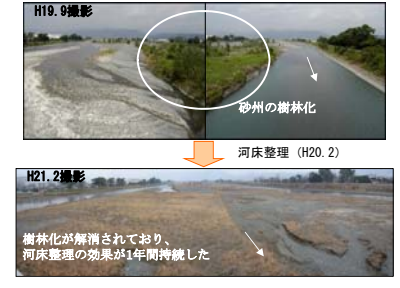 H19.9撮影
砂州の樹林化
河床整理（H20.2）
H21.2撮影
樹林化が解消されており、
河床整理の効果が1年間持続した